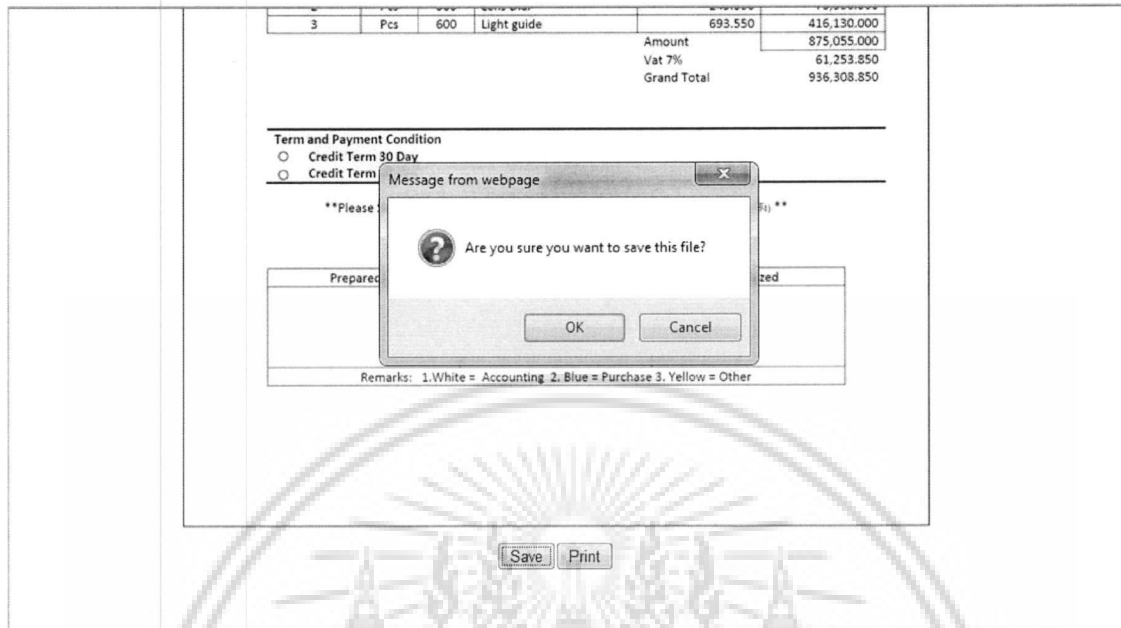 3 Pcs 600 Light guide 693.550 416,130.000
Amount 875,055.000
Vat 7% 61,253.850
Grand Total 936,308.850
Term and Payment Condition
Credit Term 30 Day
Credit Term
Message from webpage
**Please
**
Are you sure you want to save this file?
Prepared
zed
OK Cancel
Remarks: 1.White = Accounting 2. Blue = Purchase 3. Yellow = Other
Save Print